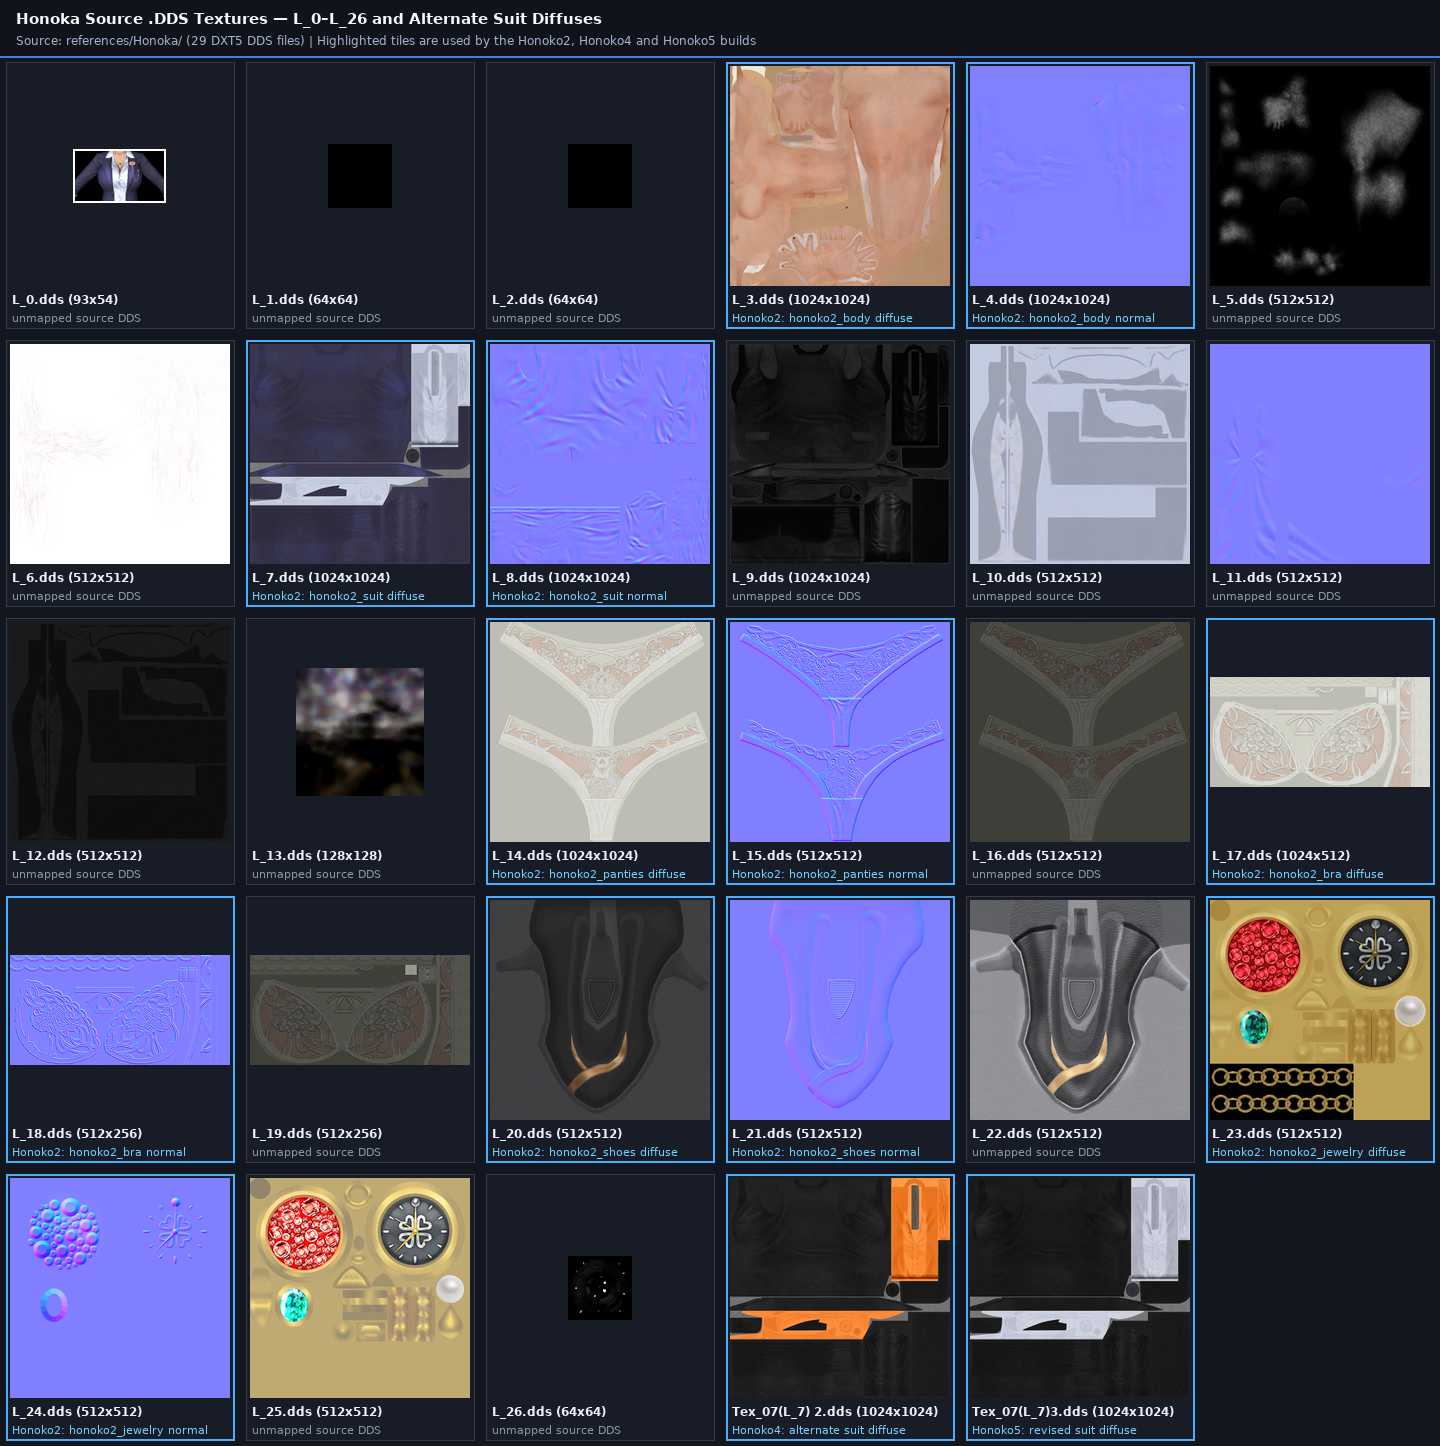 Honoka Source .DDS Textures — L_0–L_26 and Alternate Suit Diffuses
Source: references/Honoka/ (29 DXT5 DDS files) | Highlighted tiles are used by the Honoko2, Honoko4 and Honoko5 builds
L_0.dds (93x54)
unmapped source DDS
L_1.dds (64x64)
unmapped source DDS
L_2.dds (64x64)
unmapped source DDS
L_3.dds (1024x1024)
Honoko2: honoko2_body diffuse
L_4.dds (1024x1024)
Honoko2: honoko2_body normal
L_5.dds (512x512)
unmapped source DDS
L_6.dds (512x512)
unmapped source DDS
L_7.dds (1024x1024)
Honoko2: honoko2_suit diffuse
L_8.dds (1024x1024)
Honoko2: honoko2_suit normal
L_9.dds (1024x1024)
unmapped source DDS
L_10.dds (512x512)
unmapped source DDS
L_11.dds (512x512)
unmapped source DDS
L_12.dds (512x512)
unmapped source DDS
L_13.dds (128x128)
unmapped source DDS
L_14.dds (1024x1024)
Honoko2: honoko2_panties diffuse
L_15.dds (512x512)
Honoko2: honoko2_panties normal
L_16.dds (512x512)
unmapped source DDS
L_17.dds (1024x512)
Honoko2: honoko2_bra diffuse
L_18.dds (512x256)
Honoko2: honoko2_bra normal
L_19.dds (512x256)
unmapped source DDS
L_20.dds (512x512)
Honoko2: honoko2_shoes diffuse
L_21.dds (512x512)
Honoko2: honoko2_shoes normal
L_22.dds (512x512)
unmapped source DDS
L_23.dds (512x512)
Honoko2: honoko2_jewelry diffuse
L_24.dds (512x512)
Honoko2: honoko2_jewelry normal
L_25.dds (512x512)
unmapped source DDS
L_26.dds (64x64)
unmapped source DDS
Tex_07(L_7) 2.dds (1024x1024)
Honoko4: alternate suit diffuse
Tex_07(L_7)3.dds (1024x1024)
Honoko5: revised suit diffuse